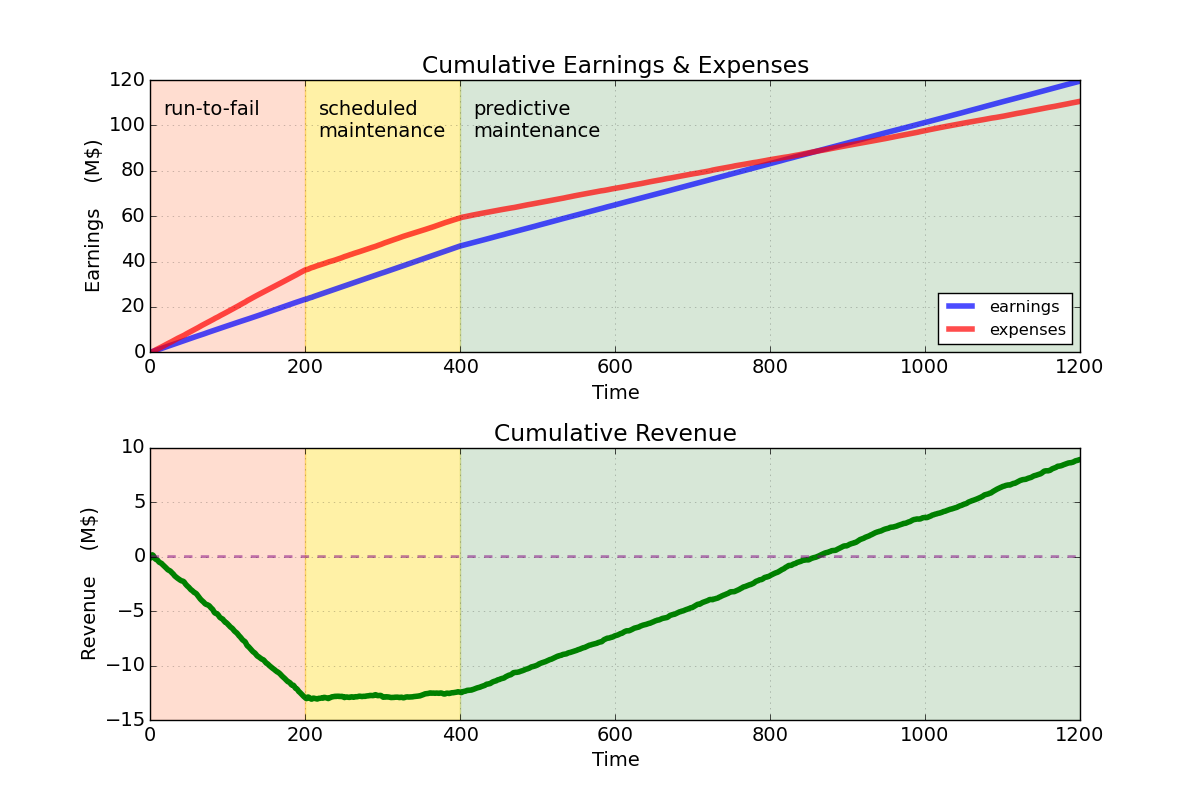 Cumulative Earnings & Expenses
120
100
80
60
40
20
0
Earnings (M$)
run-to-fail
scheduled
maintenance
predictive
maintenance
earnings
expenses
0 200 400 600 800 1000 1200
Time
Cumulative Revenue
10
5
0
−5
−10
−15
Revenue (M$)
0 200 400 600 800 1000 1200
Time